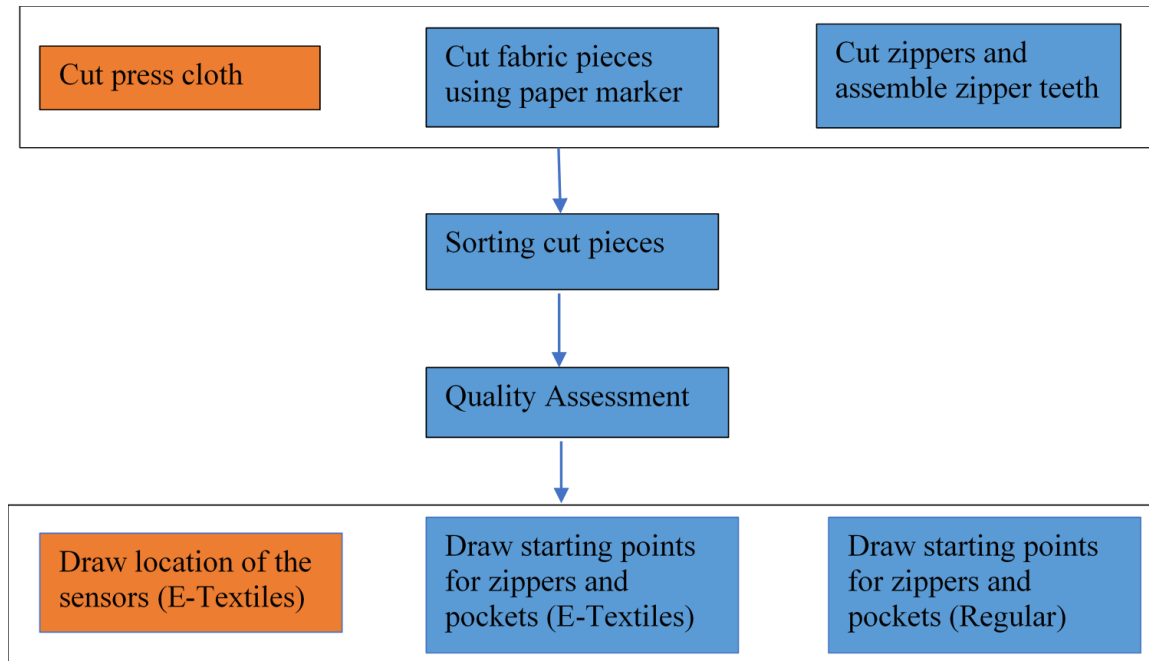 Cut press cloth
Cut fabric pieces
using paper marker
Cut zippers and
assemble zipper teeth
Sorting cut pieces
Quality Assessment
Draw location of the
sensors (E-Textiles)
Draw starting points
for zippers and
pockets (E-Textiles)
Draw starting points
for zippers and
pockets (Regular)